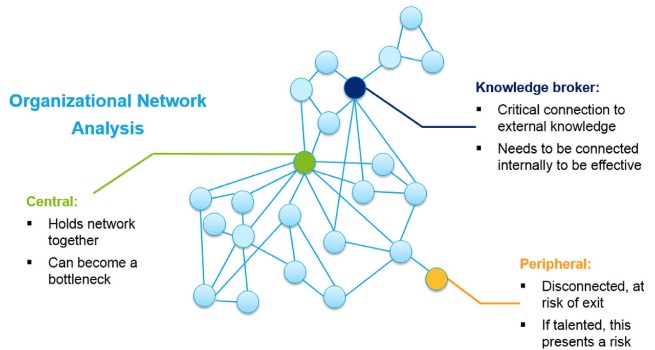 Organizational Network
Analysis
Knowledge broker:
▪ Critical connection to
external knowledge
▪ Needs to be connected
internally to be effective
Central:
▪ Holds network
together
▪ Can become a
bottleneck
Peripheral:
▪ Disconnected, at
risk of exit
▪ If talented, this
presents a risk